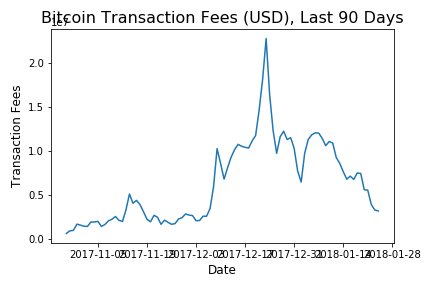 Bitcoin Transaction Fees (USD), Last 90 Days
1e7
2.0
1.5
1.0
0.5
0.0
Transaction Fees
2017-11-05 2017-11-19 2017-12-03 2017-12-17 2017-12-31 2018-01-14 2018-01-28
Date